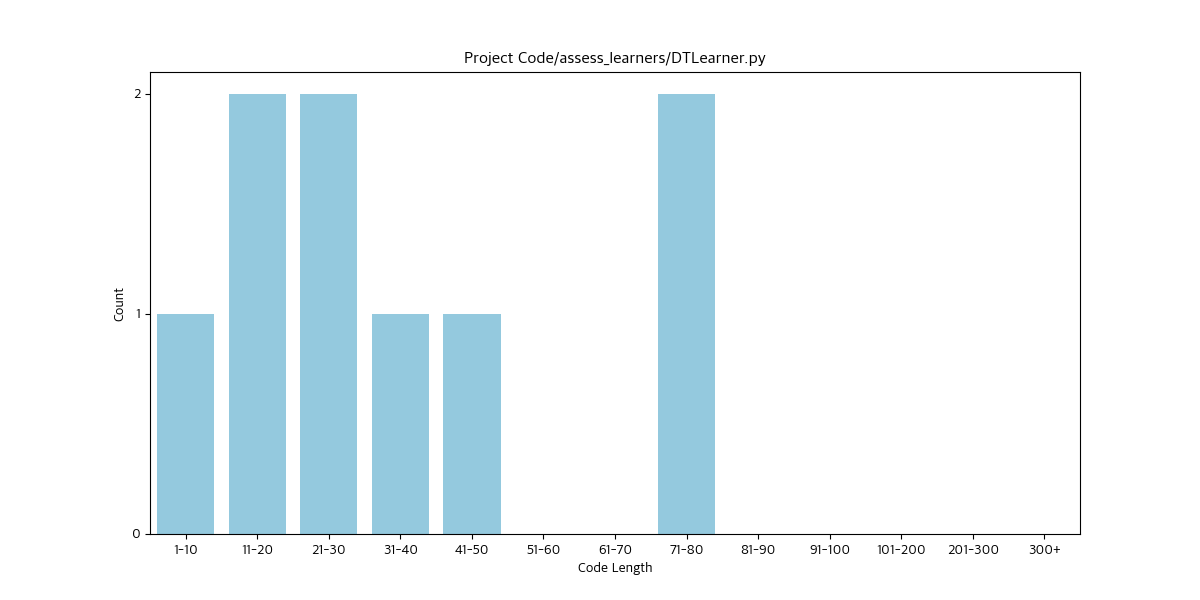 Project Code/assess_learners/DTLearner.py
2
1
0
Count
1-10 11-20 21-30 31-40 41-50 51-60 61-70 71-80 81-90 91-100 101-200 201-300 300+
Code Length